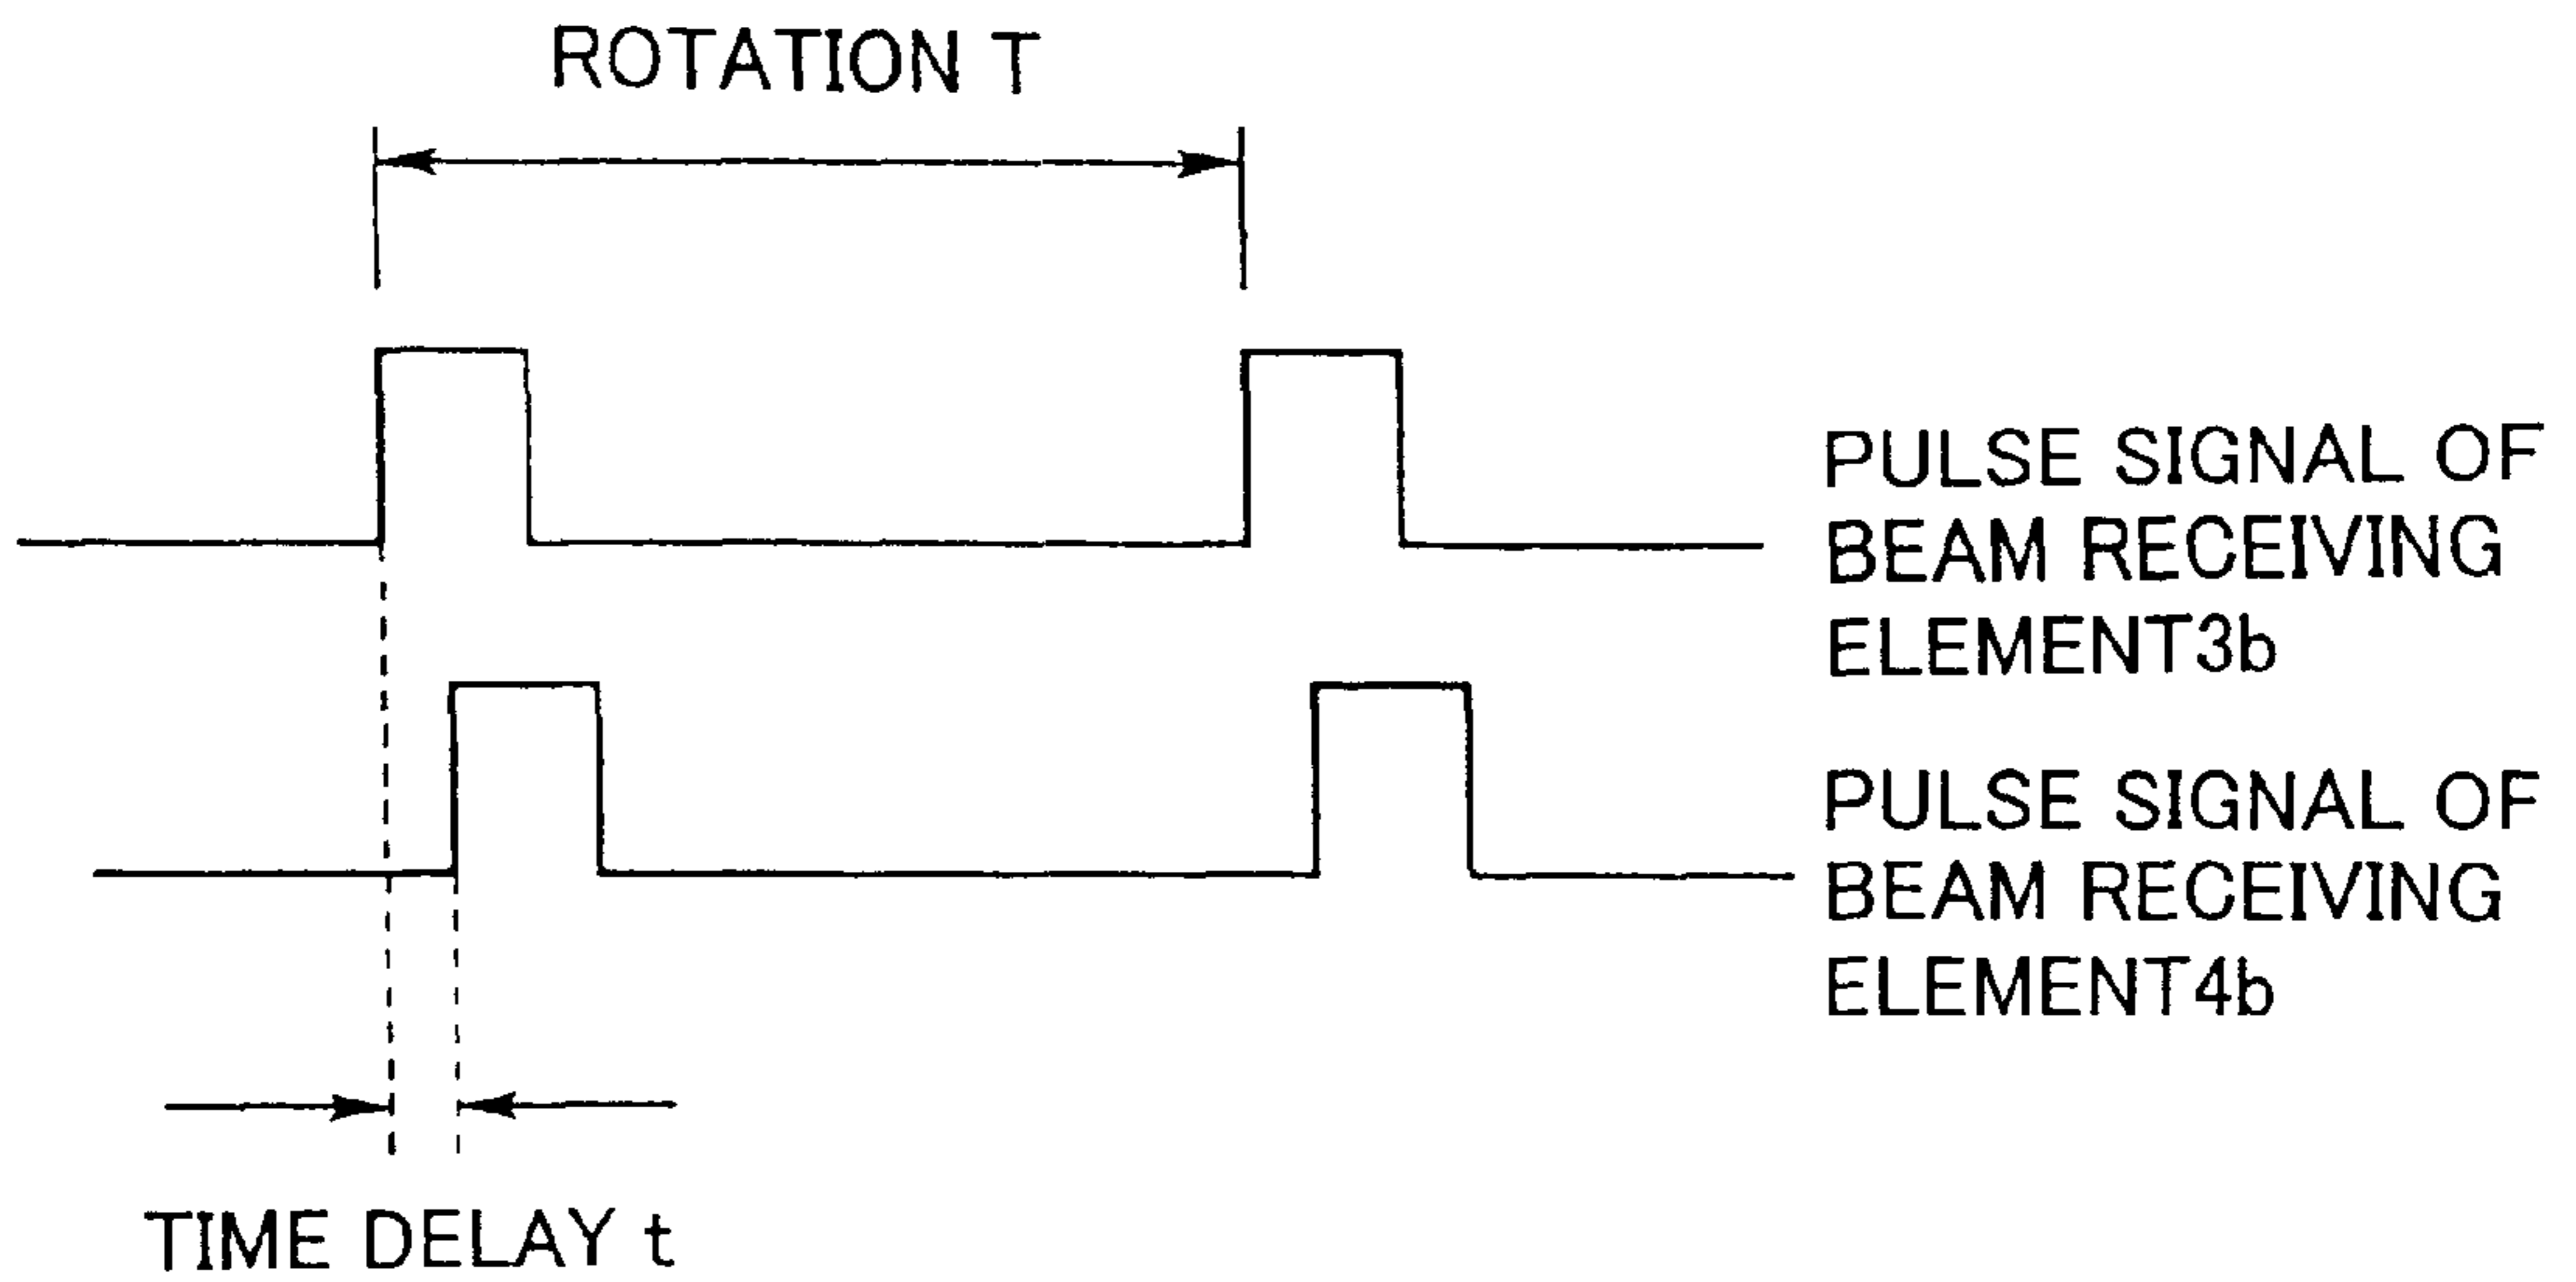 ROTATION T
PULSE SIGNAL OF
BEAM RECEIVING
ELEMENT3b
PULSE SIGNAL OF
BEAM RECEIVING
ELEMENT4b
TIME DELAY t